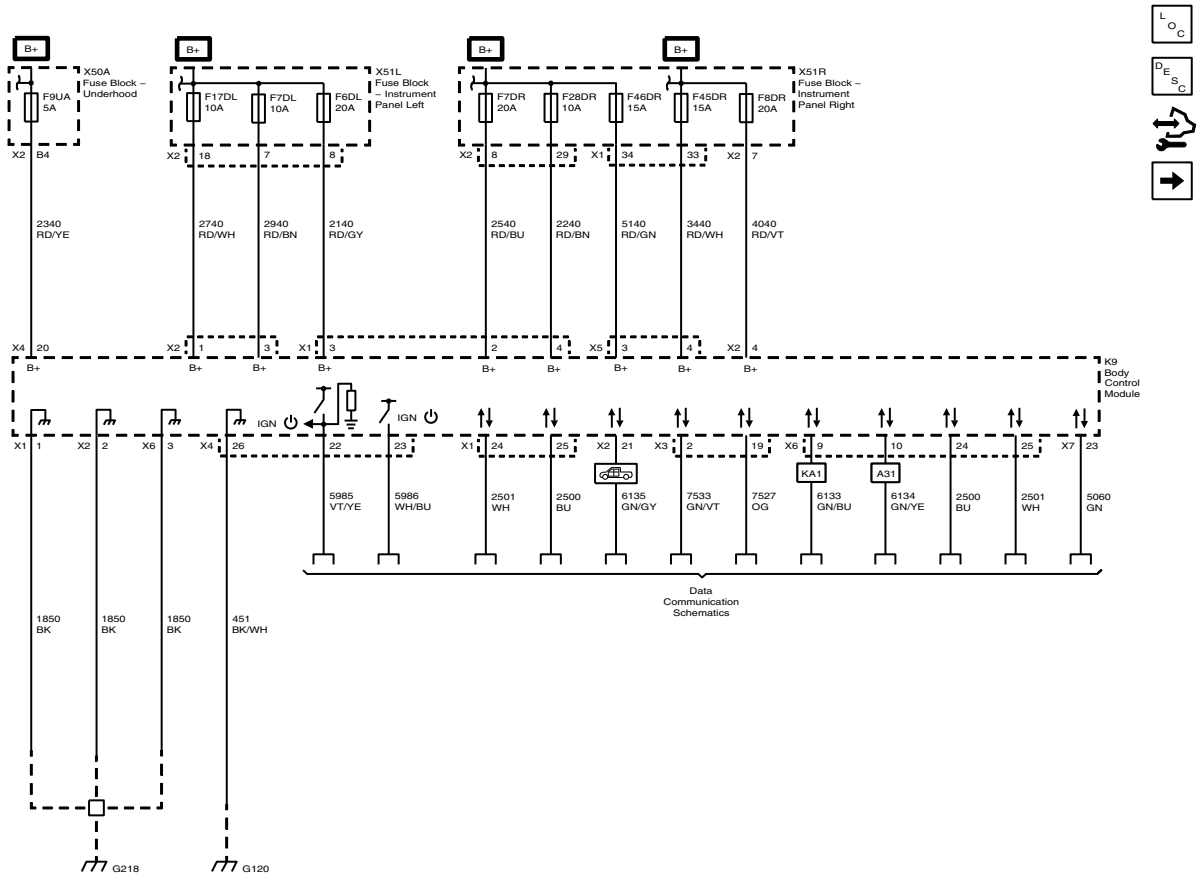 L
O
C
D
E
S
C
B+
B+
B+
B+
X50A
Fuse Block –
Underhood
X51L
Fuse Block
– Instrument
Panel Left
X51R
Fuse Block –
Instrument
Panel Right
F9UA
5A
F17DL
10A
F7DL
10A
F6DL
20A
F7DR
20A
F28DR
10A
F46DR
15A
F45DR
15A
F8DR
20A
X2 B4 X2 18 7 8 X2 8 29 X1 34 33 X2 7
2340
RD/YE
2740
RD/WH
2940
RD/BN
2140
RD/GY
2540
RD/BU
2240
RD/BN
5140
RD/GN
3440
RD/WH
4040
RD/VT
X4 20 X2 1 3 X1 3 2 4 X5 3 4 X2 4
B+ B+ B+ B+ B+ B+ B+ B+ B+
K9
Body
Control
Module
IGN
IGN
X1 1 X2 2 X6 3 X4 26 22 23 X1 24 25 X2 21 X3 2 19 X6 9 10 24 25 X7 23
KA1
A31
5985
VT/YE
5986
WH/BU
2501
WH
2500
BU
6135
GN/GY
7533
GN/VT
7527
OG
6133
GN/BU
6134
GN/YE
2500
BU
2501
WH
5060
GN
Data
Communication
Schematics
1850
BK
1850
BK
1850
BK
451
BK/WH
G218
G120